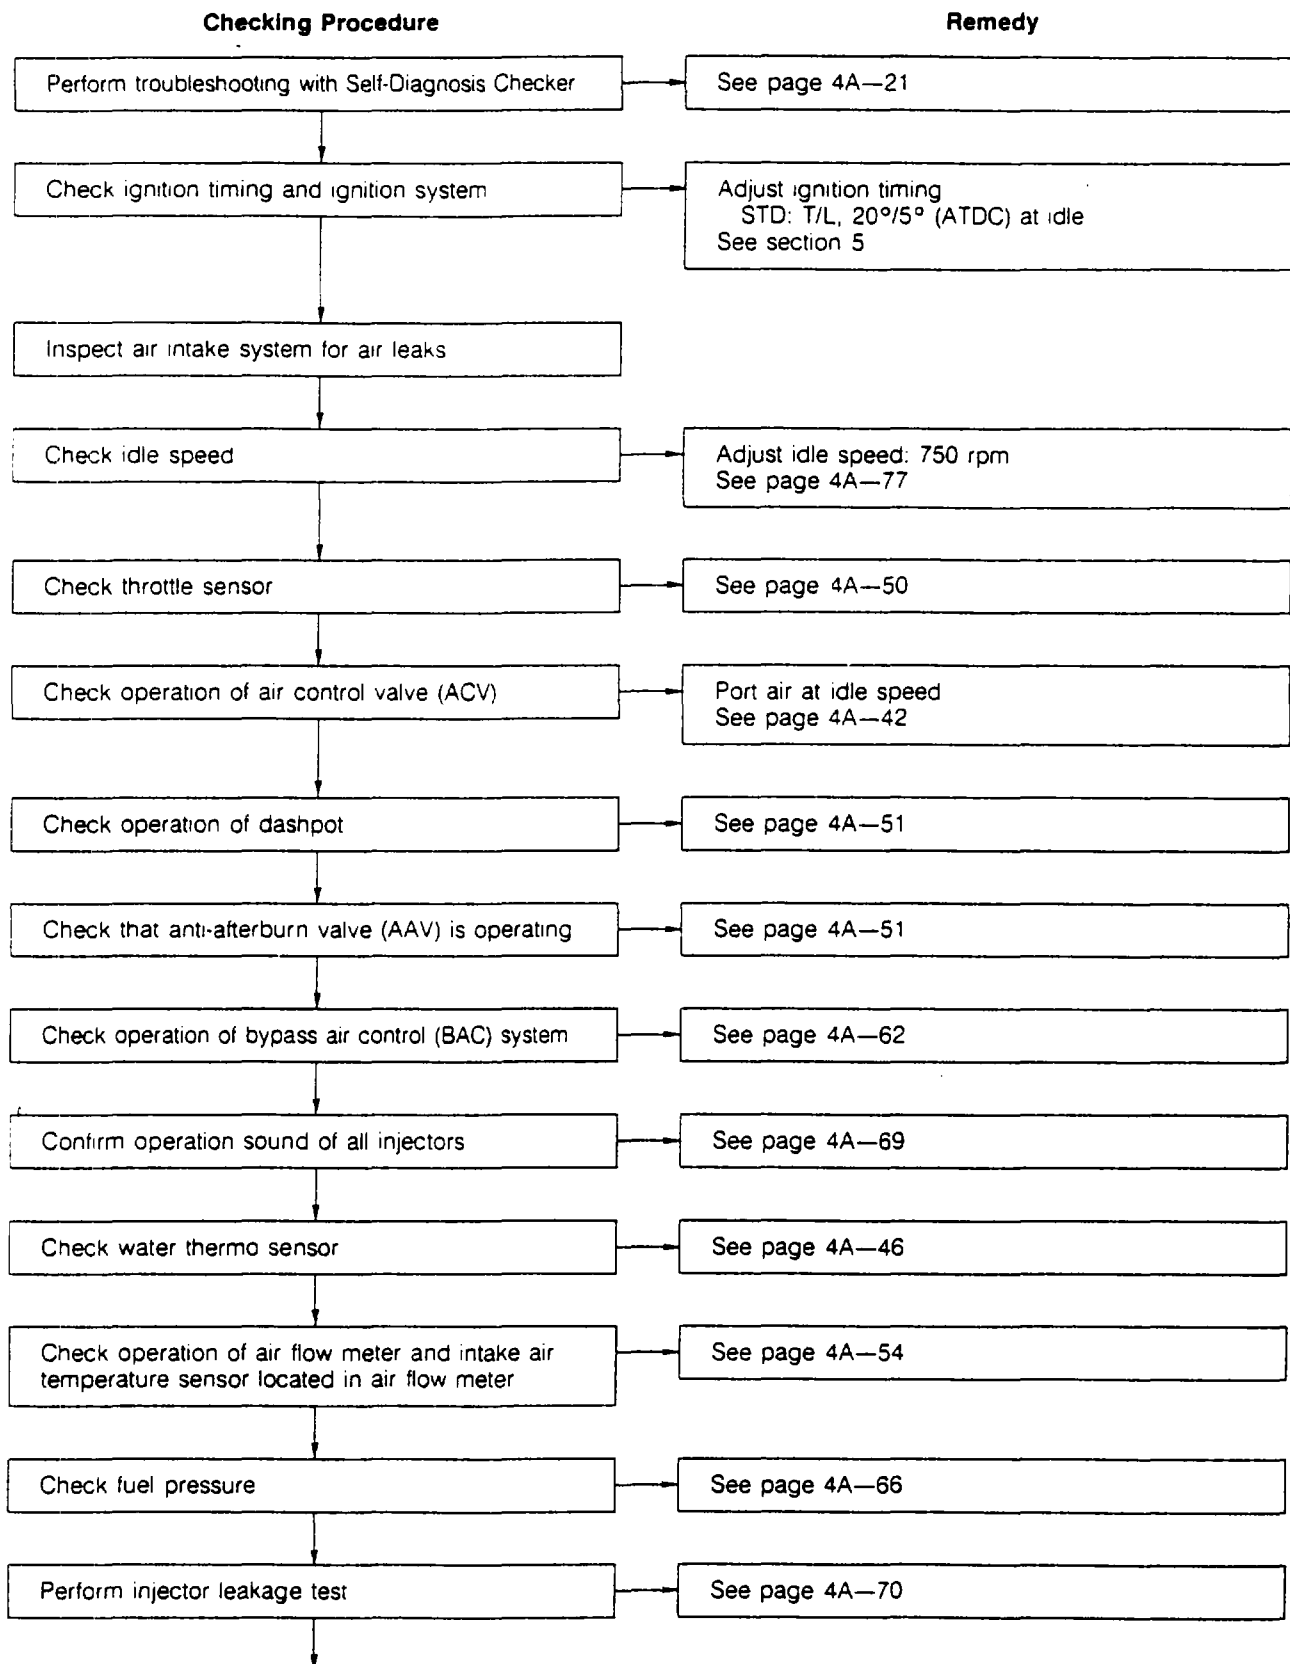 Checking Procedure
Remedy
Perform troubleshooting with Self-Diagnosis Checker
See page 4A—21
Check ignition timing and ignition system
Adjust ignition timing
STD: T/L, 20°/5° (ATDC) at idle
See section 5
Inspect air intake system for air leaks
Check idle speed
Adjust idle speed: 750 rpm
See page 4A—77
Check throttle sensor
See page 4A—50
Check operation of air control valve (ACV)
Port air at idle speed
See page 4A—42
Check operation of dashpot
See page 4A—51
Check that anti-afterburn valve (AAV) is operating
See page 4A—51
Check operation of bypass air control (BAC) system
See page 4A—62
Confirm operation sound of all injectors
See page 4A—69
Check water thermo sensor
See page 4A—46
Check operation of air flow meter and intake air
temperature sensor located in air flow meter
See page 4A—54
Check fuel pressure
See page 4A—66
Perform injector leakage test
See page 4A—70